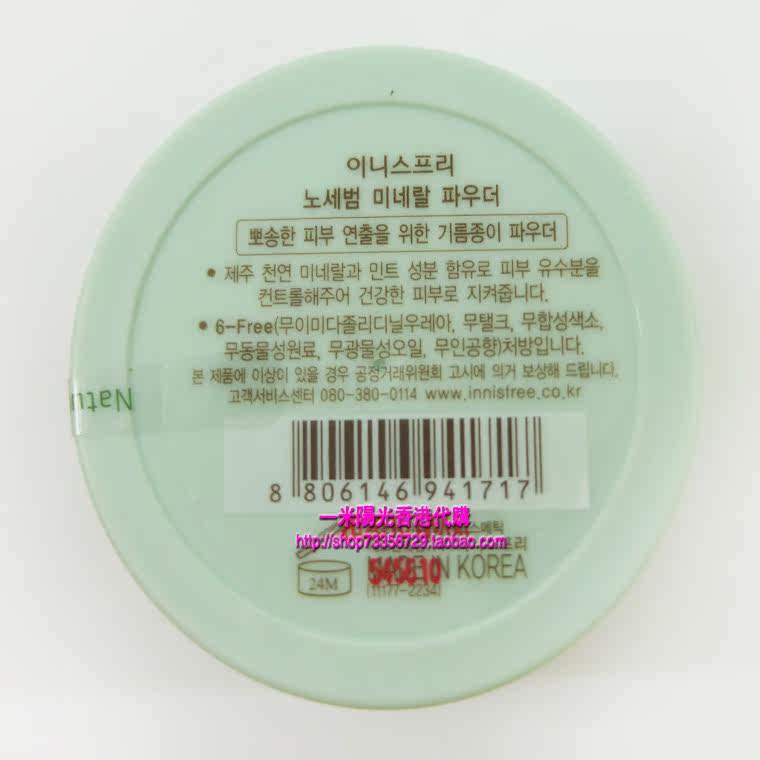 이니스프리
노세범 미네랄 파우더
뽀송한 피부 연출을 위한 기름종이 파우더
• 제주 천연 미네랄과 민트 성분 함유로 피부 유수분을
컨트롤해주어 건강한 피부로 지켜줍니다.
• 6-Free(무이미다졸리디닐우레아, 무탤크, 무합성색소,
무동물성원료, 무광물성오일, 무인공향)처방입니다.
본 제품에 이상이 있을 경우 공정거래위원회 고시에 의거 보상해 드립니다.
고객서비스센터 080-380-0114 www.innisfree.co.kr
Natu
8 806146 941717
一米陽光香港代購
스메틱
http://shop73356729.taobao.com
프리
24M
KOREA
(11177-2234)